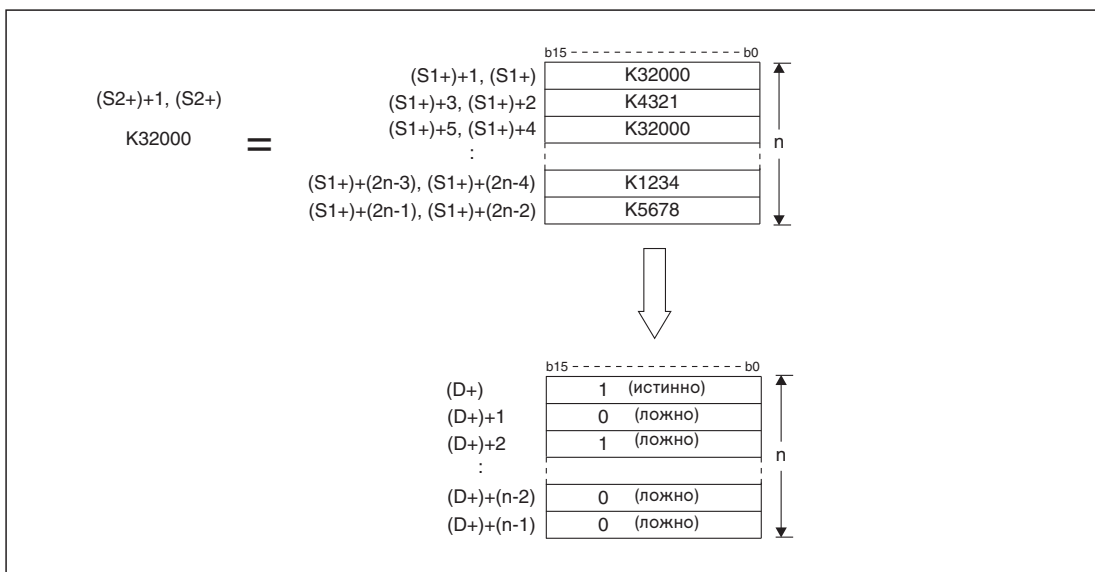 b15 - - - - - - - - - - - - - - - - b0
(S1+)+1, (S1+) K32000
(S2+)+1, (S2+)
(S1+)+3, (S1+)+2 K4321
K32000 =
(S1+)+5, (S1+)+4 K32000
:
n
(S1+)+(2n-3), (S1+)+(2n-4) K1234
(S1+)+(2n-1), (S1+)+(2n-2) K5678
b15 - - - - - - - - - - - - - - - - b0
(D+) 1 (истинно)
(D+)+1 0 (ложно)
(D+)+2 1 (ложно)
:
n
(D+)+(n-2) 0 (ложно)
(D+)+(n-1) 0 (ложно)